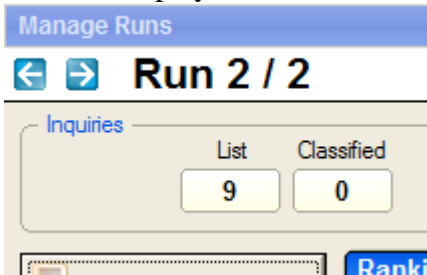 Manage Runs
Run 2 / 2
Inquiries
List Classified
9 0